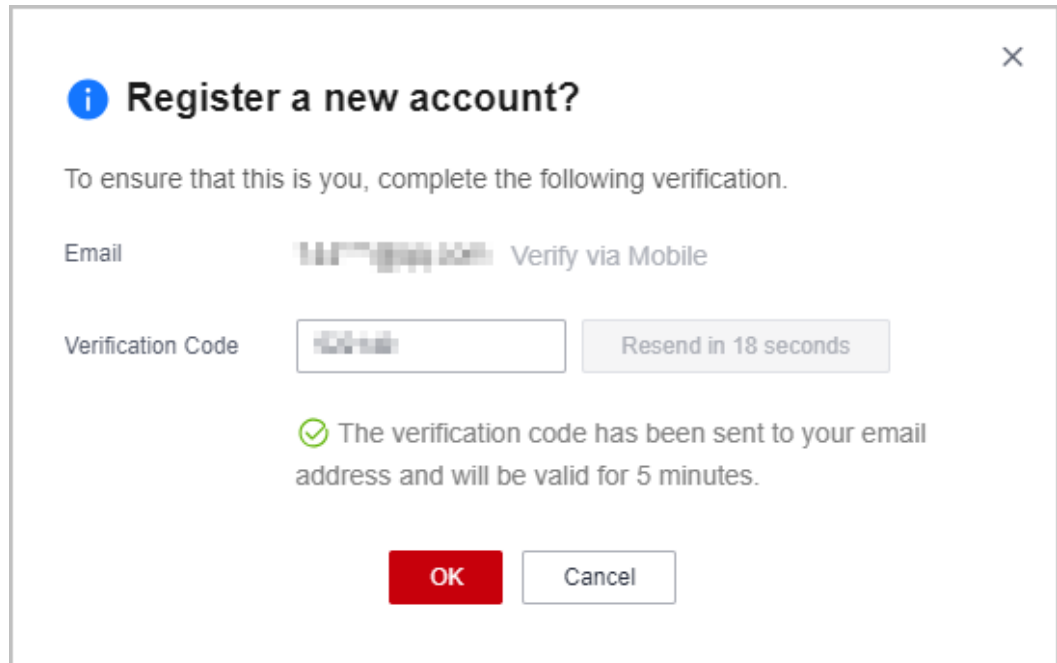 Register a new account?
To ensure that this is you, complete the following verification.
Email Verify via Mobile
Verification Code Resend in 18 seconds
The verification code has been sent to your email
address and will be valid for 5 minutes.
OK Cancel